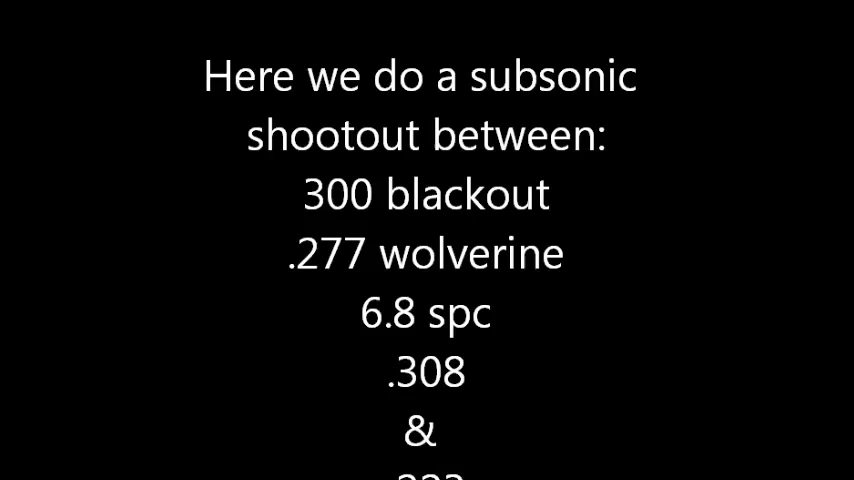 Here we do a subsonic
shootout between:
300 blackout
.277 wolverine
6.8 spc
.308
&